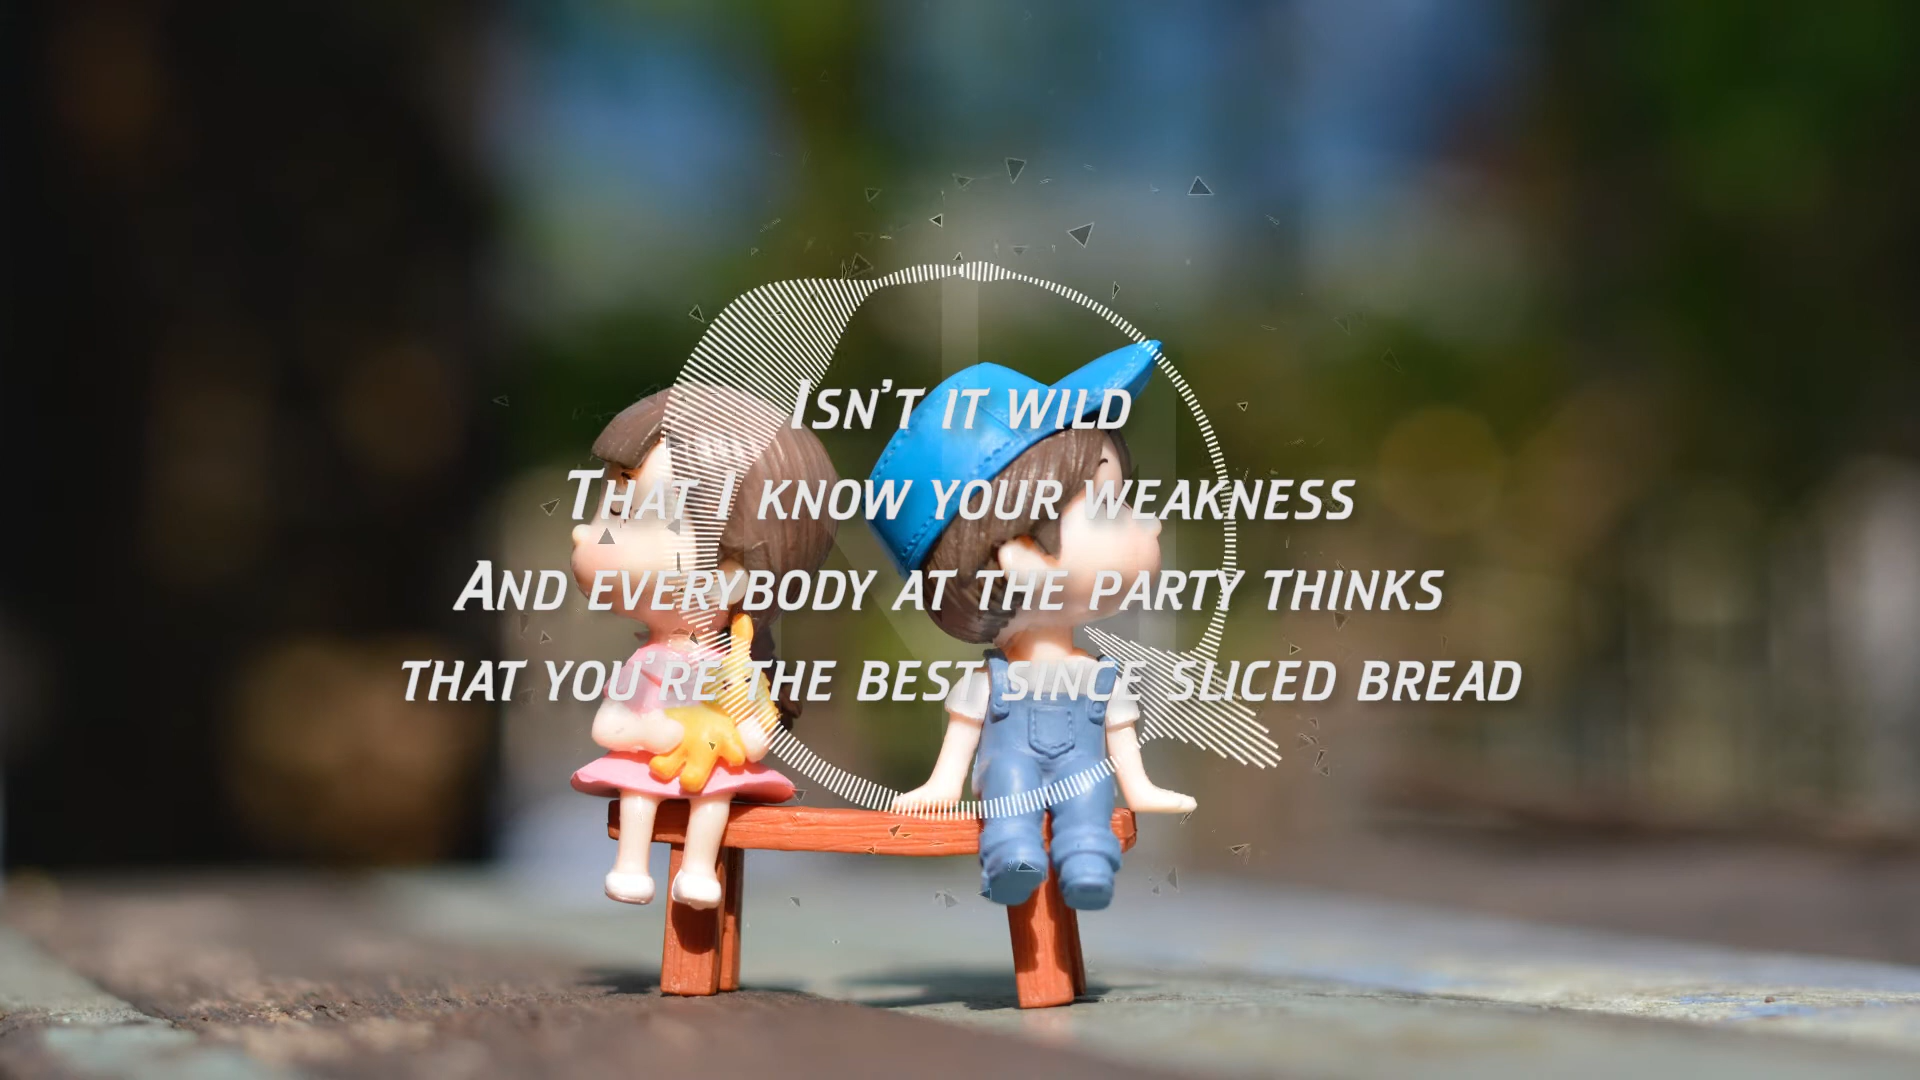 Isn't it wild
That I know your weakness
And everybody at the party thinks
that you're the best since sliced bread